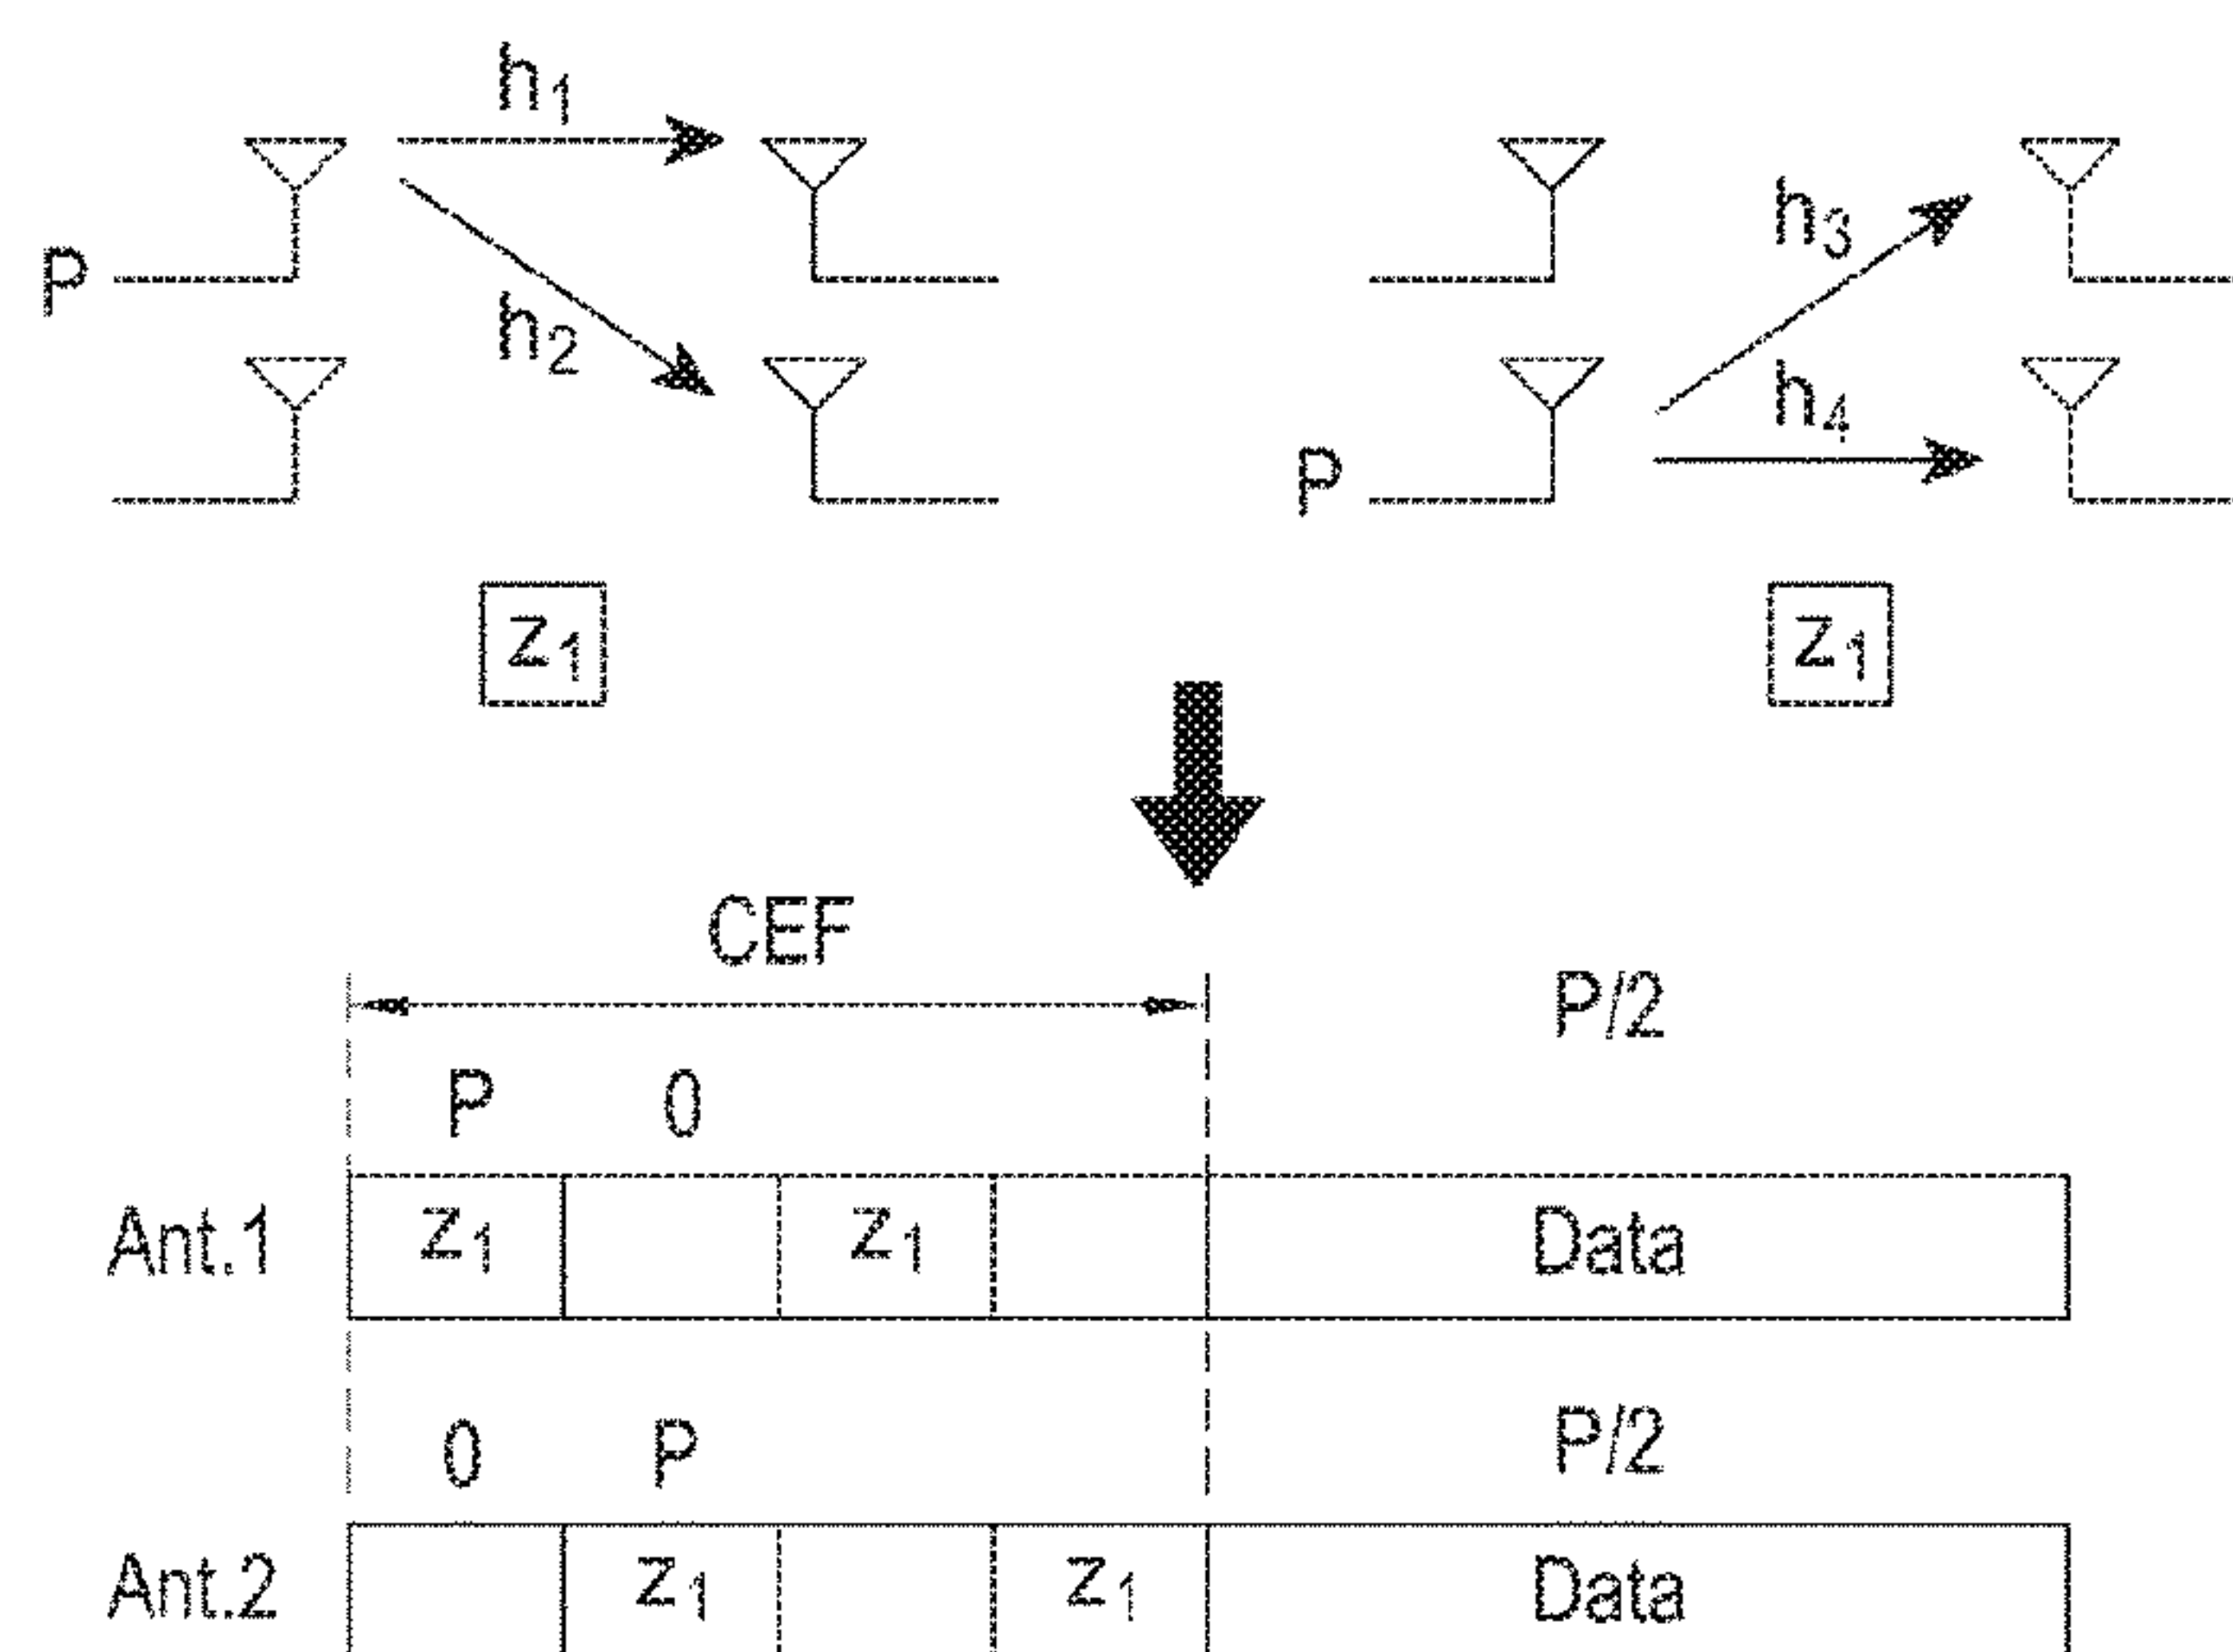 h1
h2
P
h3
h4
P
z1
z1
CEF
P/2
P 0
Ant.1 z1 z1 Data
0 P
P/2
Ant.2 z1 z1 Data